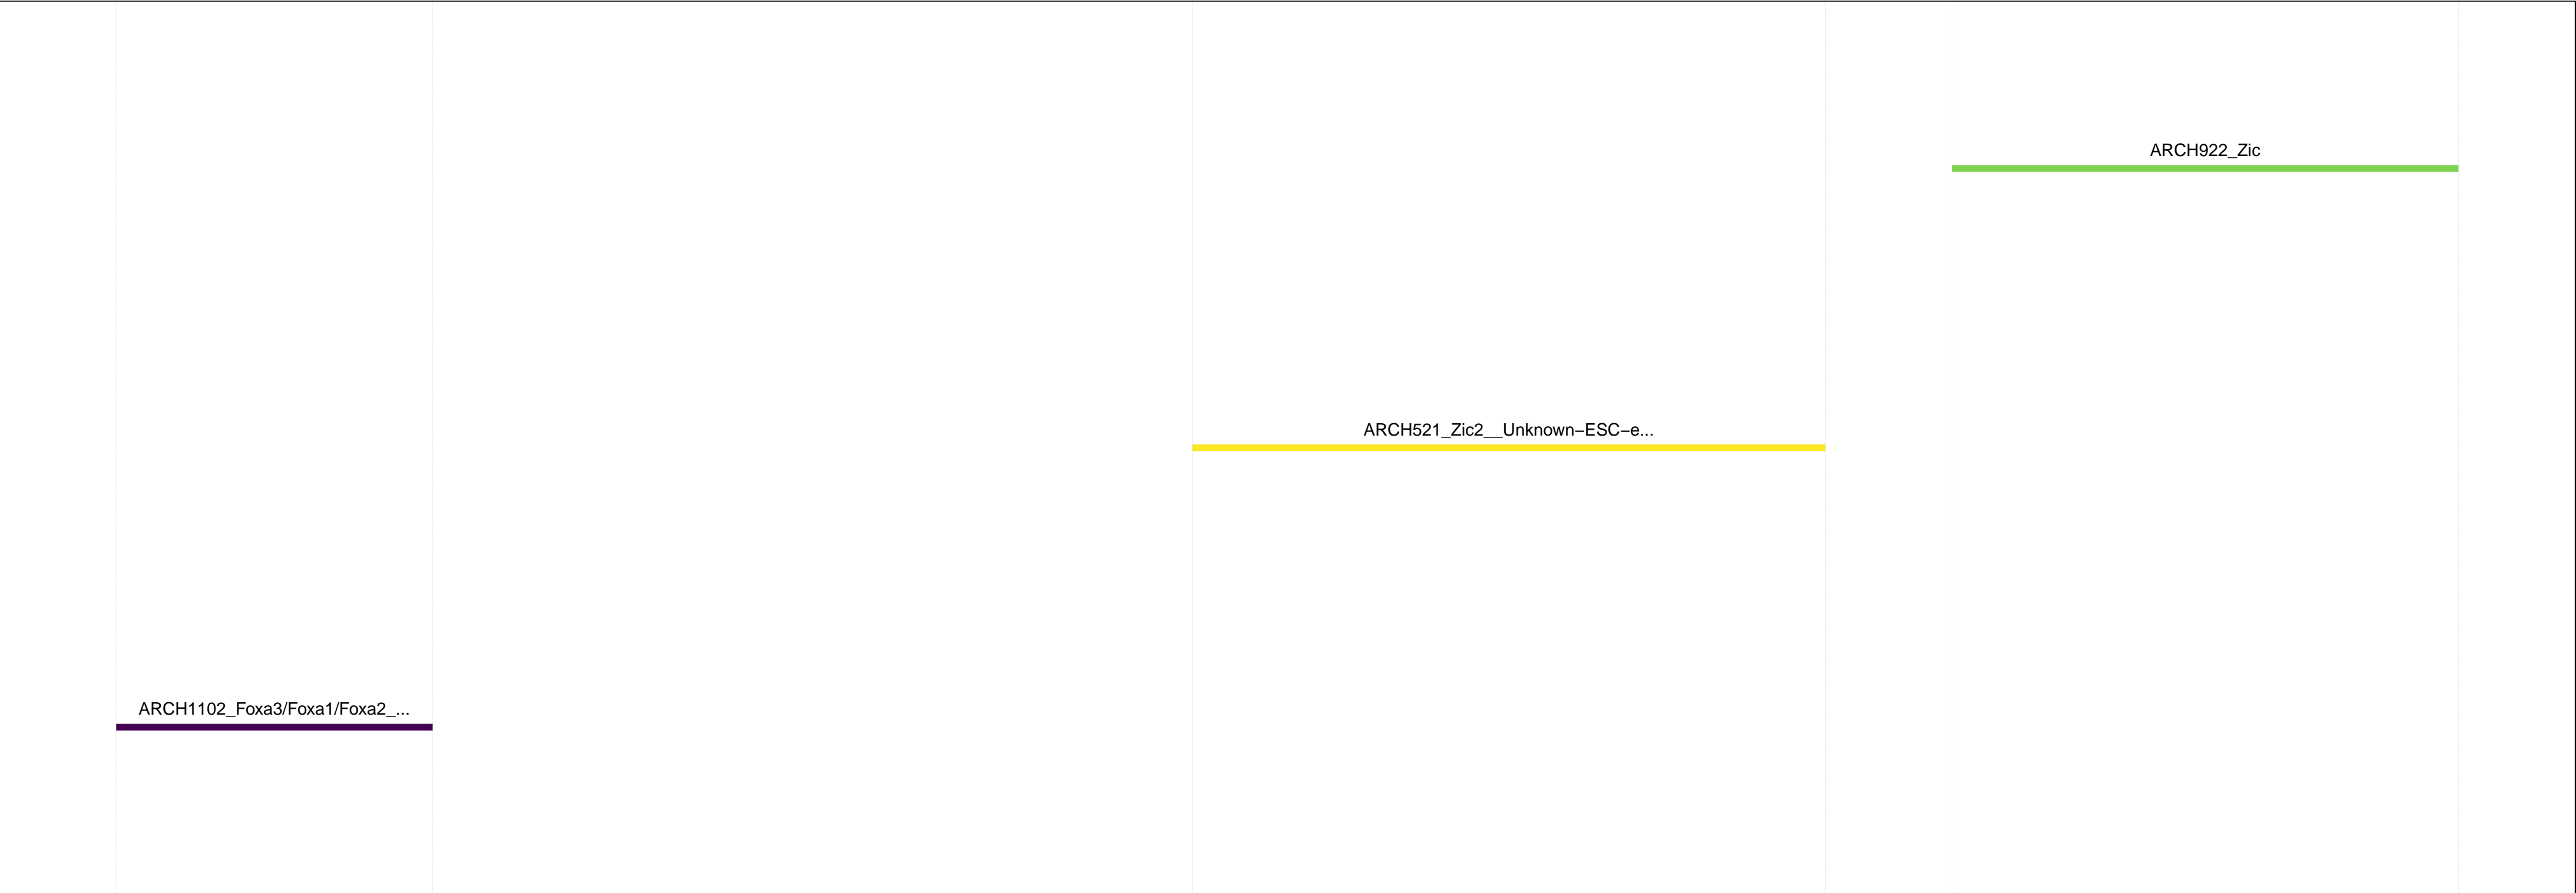 ARCH922_Zic
ARCH521_Zic2__Unknown−ESC−e...
ARCH1102_Foxa3/Foxa1/Foxa2_...